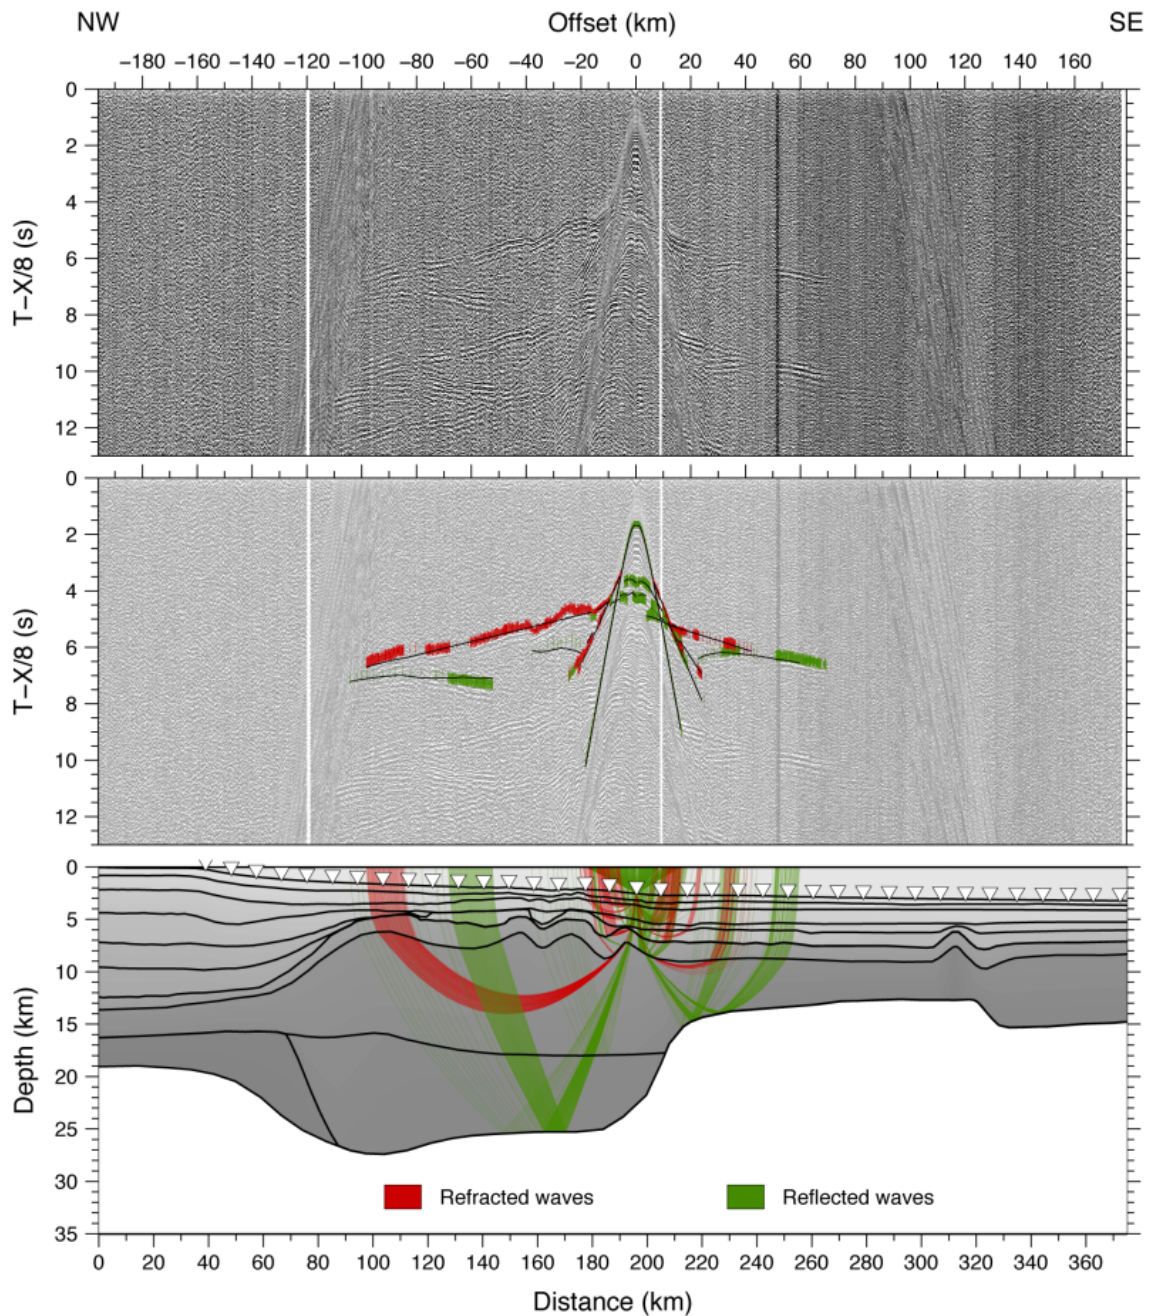 NW Offset (km) SE
−180 −160 −140 −120 −100 −80 −60 −40 −20 0 20 40 60 80 100 120 140 160
0
2
4
6
8
10
12
T−X/8 (s)
0
2
4
6
8
10
12
T−X/8 (s)
0
5
10
15
20
25
30
35
Depth (km)
Refracted waves Reflected waves
0 20 40 60 80 100 120 140 160 180 200 220 240 260 280 300 320 340 360
Distance (km)